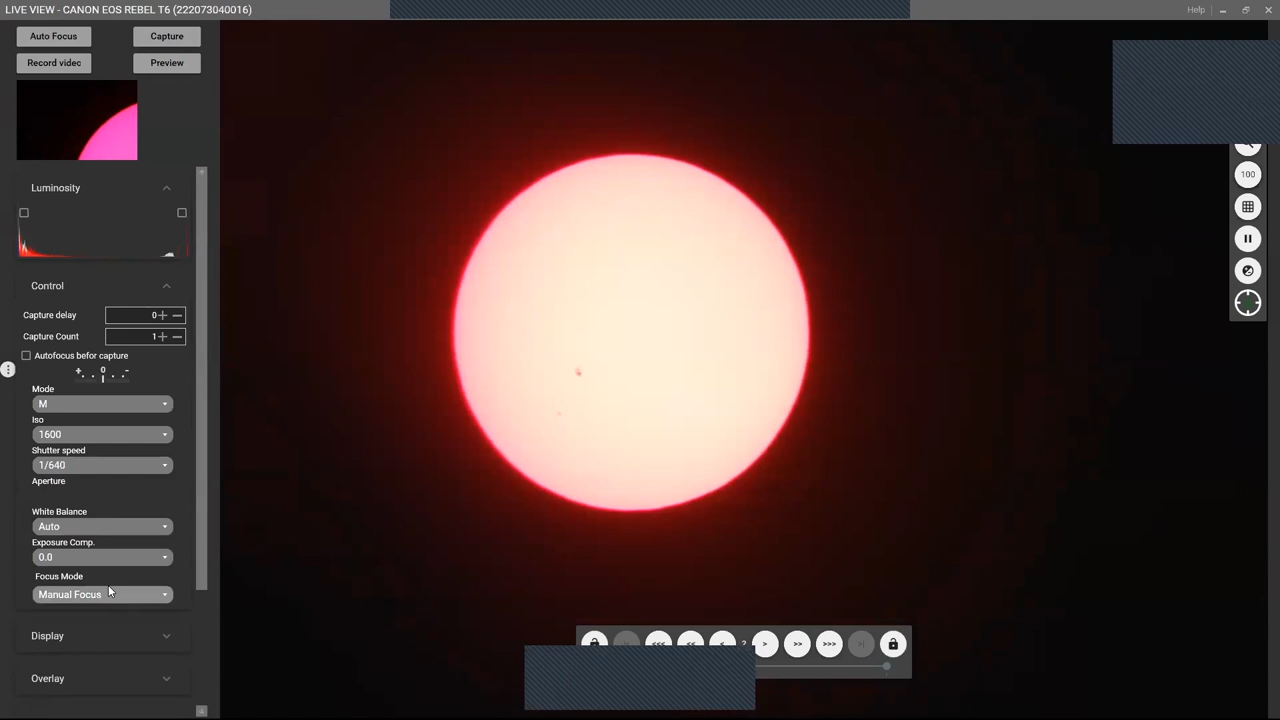 LIVE VIEW - CANON EOS REBEL T6 (222073040016)
Help
Auto Focus
Capture
Record video
Preview
Luminosity
100
Control
Capture delay
0
Capture Count
1
Autofocus befor capture
+ 0 -
Mode
M
Iso
1600
Shutter speed
1/640
Aperture
White Balance
Auto
Exposure Comp.
0.0
Focus Mode
Manual Focus
Display
Overlay
<<< << < ? > >> >>> >|